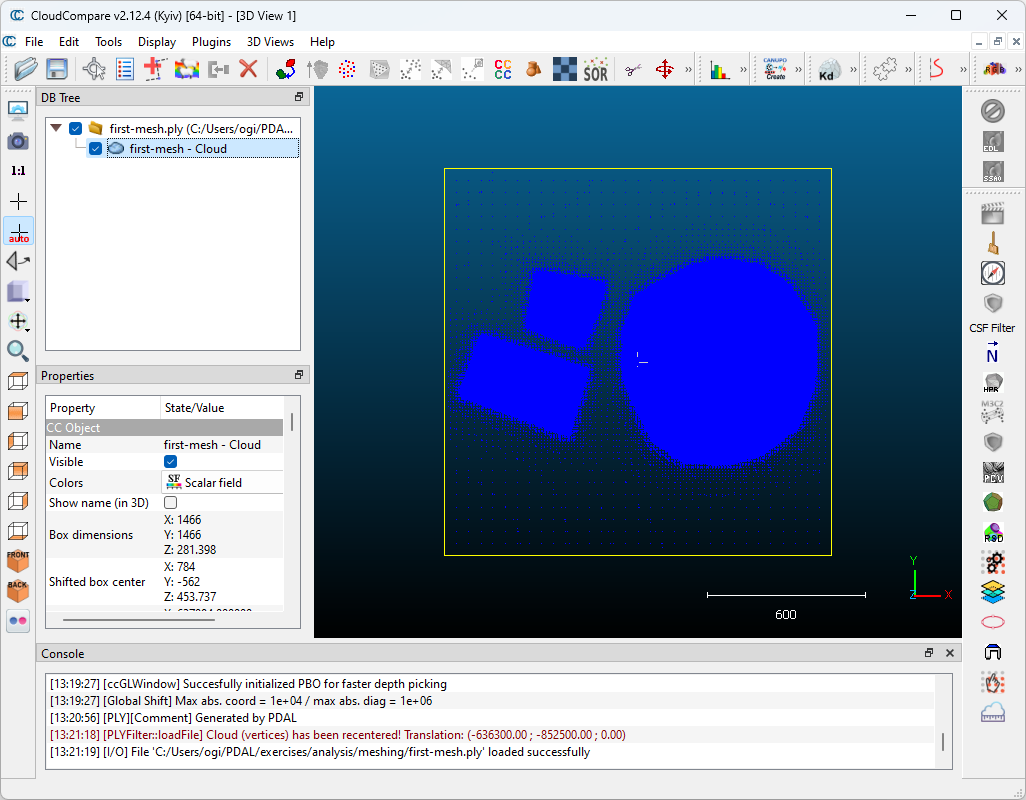 CloudCompare v2.12.4 (Kyiv) [64-bit] - [3D View 1]
File Edit Tools Display Plugins 3D Views Help
CC
CC
SOR
CANUPO
Create
Kd
DB Tree
first-mesh.ply (C:/Users/ogi/PDA...
first-mesh - Cloud
1:1
auto
FRONT
BACK
Properties
Property State/Value
CC Object
Name first-mesh - Cloud
Visible
Colors SF Scalar field
Show name (in 3D)
Box dimensions X: 1466
Y: 1466
Z: 281.398
Shifted box center X: 784
Y: -562
Z: 453.737
600
Y
Z X
EDL
SSAO
CSF Filter
N
HPR
M3C2
PCV
RSD
Console
[13:19:27] [ccGLWindow] Succesfully initialized PBO for faster depth picking
[13:19:27] [Global Shift] Max abs. coord = 1e+04 / max abs. diag = 1e+06
[13:20:56] [PLY][Comment] Generated by PDAL
[13:21:18] [PLYFilter::loadFile] Cloud (vertices) has been recentered! Translation: (-636300.00 ; -852500.00 ; 0.00)
[13:21:19] [I/O] File 'C:/Users/ogi/PDAL/exercises/analysis/meshing/first-mesh.ply' loaded successfully